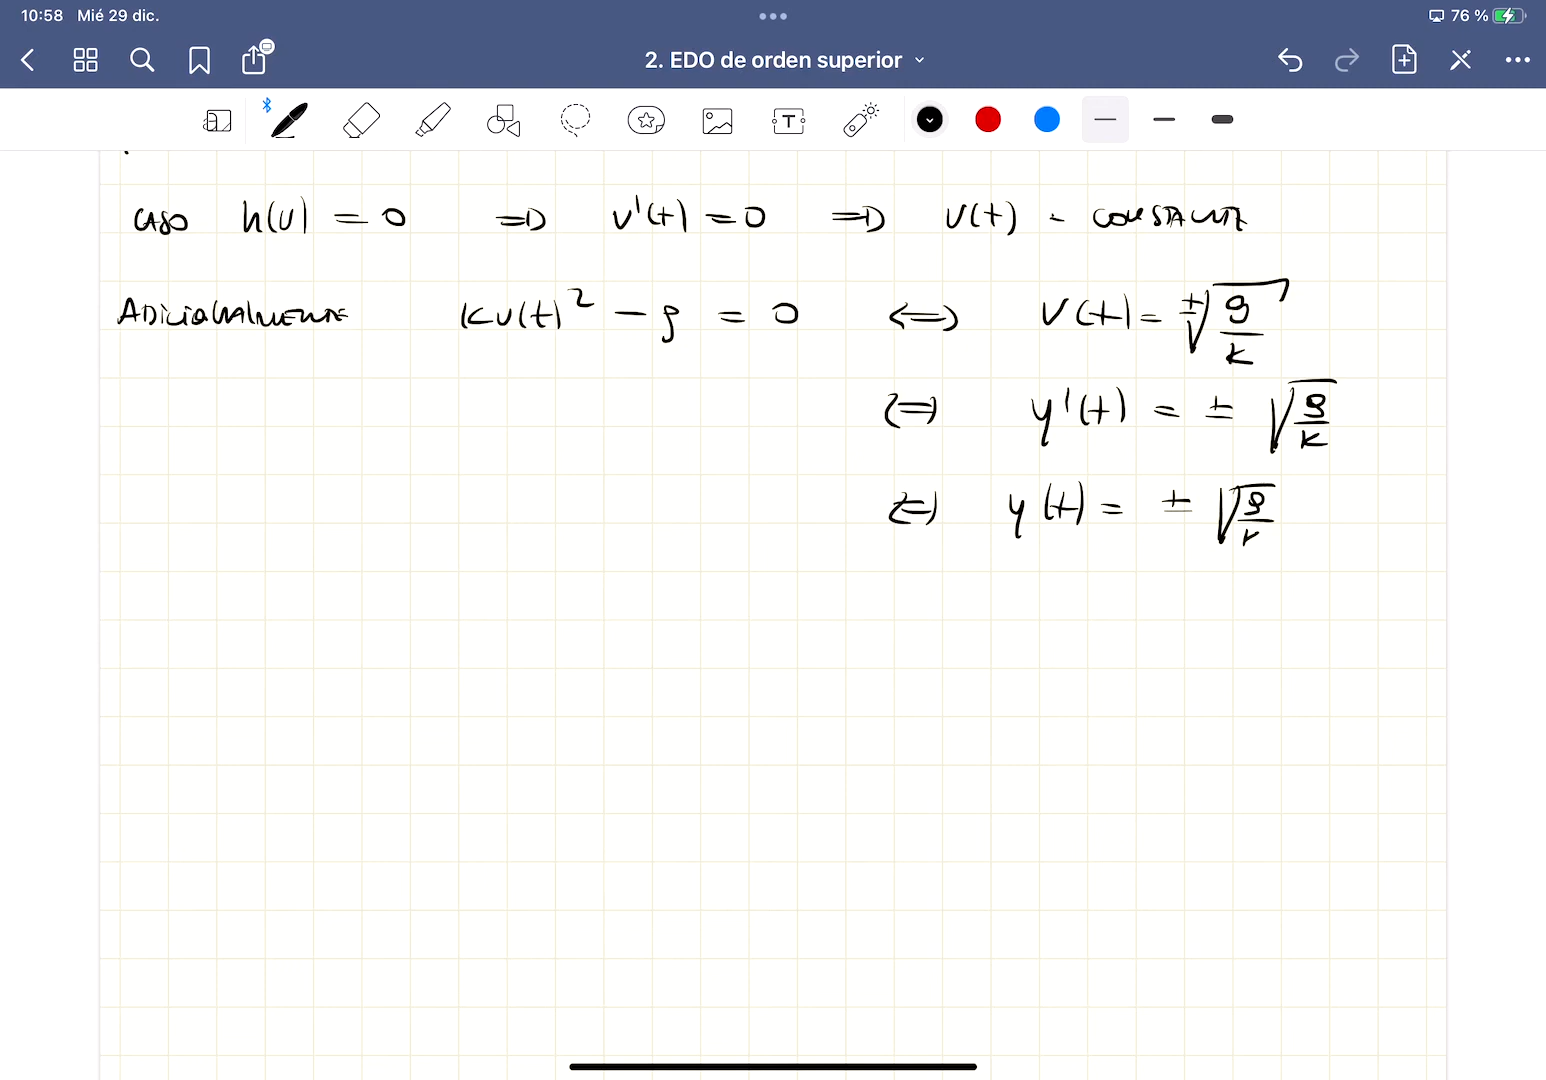 10:58 Mié 29 dic. 76 %
2. EDO de orden superior
CASO h(v) = 0 => v'(t) = 0 => v(t) = CONSTANTE
ADICIONALMENTE kv(t)² - g = 0 <=> v(t) = ±√(g/k)
<=> y'(t) = ± √(g/k)
<=> y(t) = ± √(g/k)